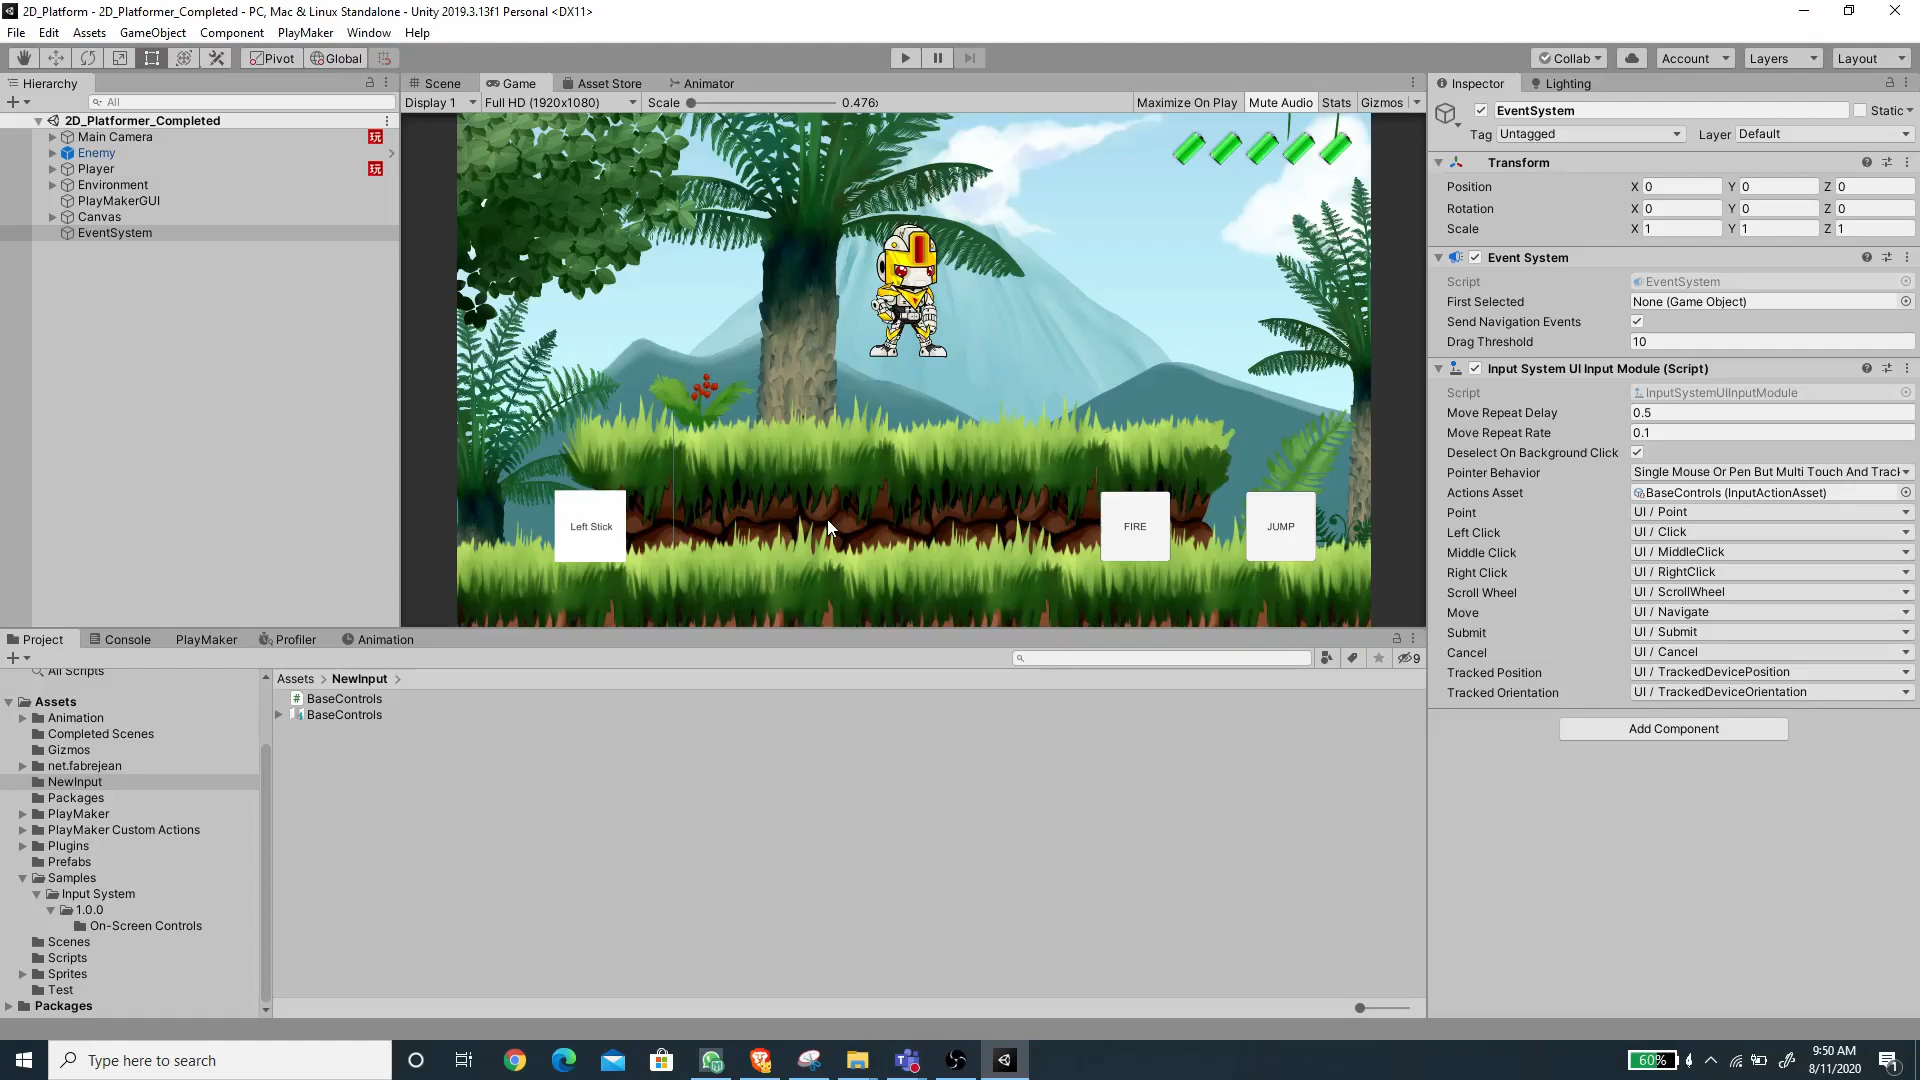 2D_Platform - 2D_Platformer_Completed - PC, Mac & Linux Standalone - Unity 2019.3.13f1 Personal <DX11>
File Edit Assets GameObject Component PlayMaker Window Help
Pivot Global Collab Account Layers Layout
Hierarchy Scene Game Asset Store Animator Inspector Lighting
All
Display 1 Full HD (1920x1080) Scale 0.476x Maximize On Play Mute Audio Stats Gizmos
2D_Platformer_Completed
Main Camera 玩
Enemy
Player 玩
Environment
PlayMakerGUI
Canvas
EventSystem
Left Stick FIRE JUMP
EventSystem Static
Tag Untagged Layer Default
Transform
Position X 0 Y 0 Z 0
Rotation X 0 Y 0 Z 0
Scale X 1 Y 1 Z 1
Event System
Script EventSystem
First Selected None (Game Object)
Send Navigation Events
Drag Threshold 10
Input System UI Input Module (Script)
Script InputSystemUIInputModule
Move Repeat Delay 0.5
Move Repeat Rate 0.1
Deselect On Background Click
Pointer Behavior Single Mouse Or Pen But Multi Touch And Track
Actions Asset BaseControls (InputActionAsset)
Point UI / Point
Left Click UI / Click
Middle Click UI / MiddleClick
Right Click UI / RightClick
Scroll Wheel UI / ScrollWheel
Move UI / Navigate
Submit UI / Submit
Cancel UI / Cancel
Tracked Position UI / TrackedDevicePosition
Tracked Orientation UI / TrackedDeviceOrientation
Add Component
Project Console PlayMaker Profiler Animation
9
All Scripts
Assets
Animation
Completed Scenes
Gizmos
net.fabrejean
NewInput
Packages
PlayMaker
PlayMaker Custom Actions
Plugins
Prefabs
Samples
Input System
1.0.0
On-Screen Controls
Scenes
Scripts
Sprites
Test
Packages
Assets > NewInput >
BaseControls
BaseControls
Type here to search
60%
9:50 AM
8/11/2020
1